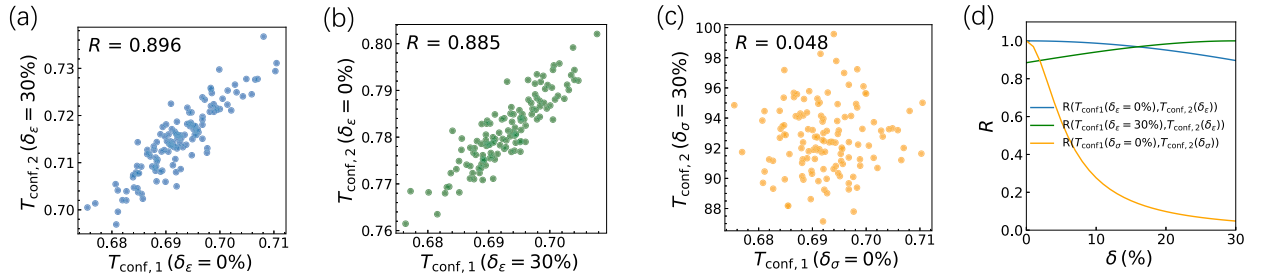 (a)
R = 0.896
0.73
0.72
0.71
0.70
T_conf, 2 (δ_ε = 30%)
0.68 0.69 0.70 0.71
T_conf, 1 (δ_ε = 0%)
(b)
R = 0.885
0.80
0.79
0.78
0.77
0.76
T_conf, 2 (δ_ε = 0%)
0.68 0.69 0.70
T_conf, 1 (δ_ε = 30%)
(c)
R = 0.048
100
98
96
94
92
90
88
T_conf, 2 (δ_σ = 30%)
0.68 0.69 0.70 0.71
T_conf, 1 (δ_σ = 0%)
(d)
R
1.0
0.8
0.6
0.4
0.2
0.0
R(T_conf1(δ_ε = 0%),T_conf, 2(δ_ε))
R(T_conf1(δ_ε = 30%),T_conf, 2(δ_ε))
R(T_conf1(δ_σ = 0%),T_conf, 2(δ_σ))
0 10 20 30
δ (%)